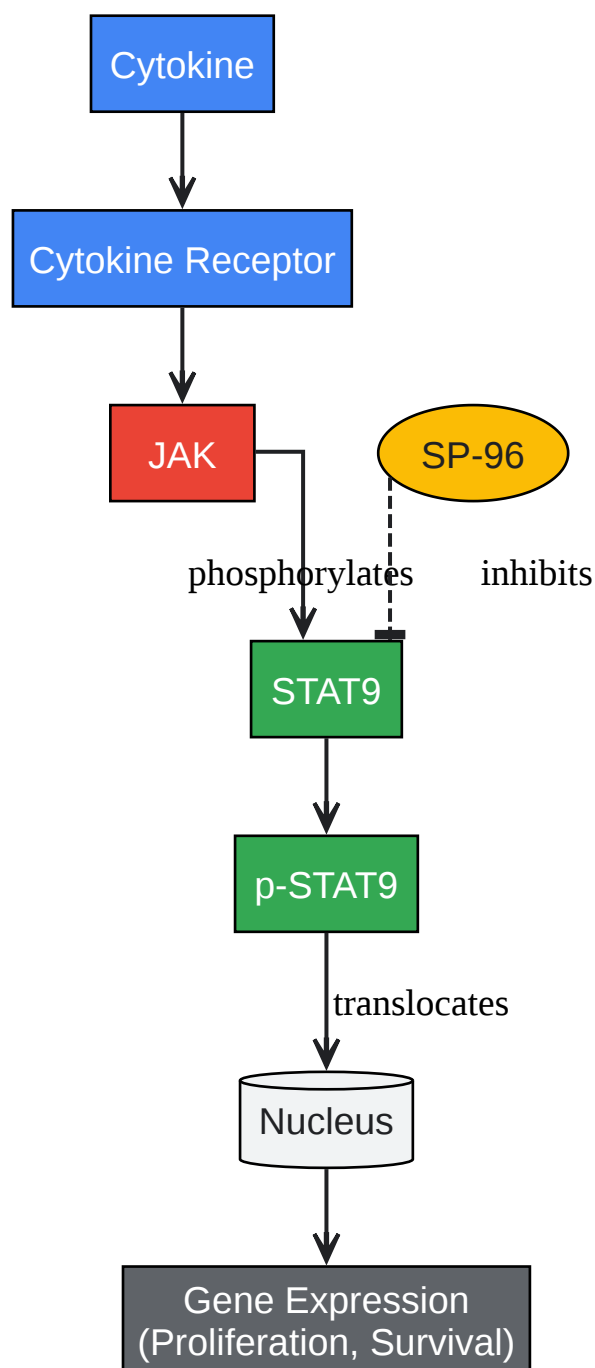 Cytokine
Cytokine Receptor
JAK
SP-96
phosphorylates
inhibits
STAT9
p-STAT9
translocates
Nucleus
Gene Expression
(Proliferation, Survival)